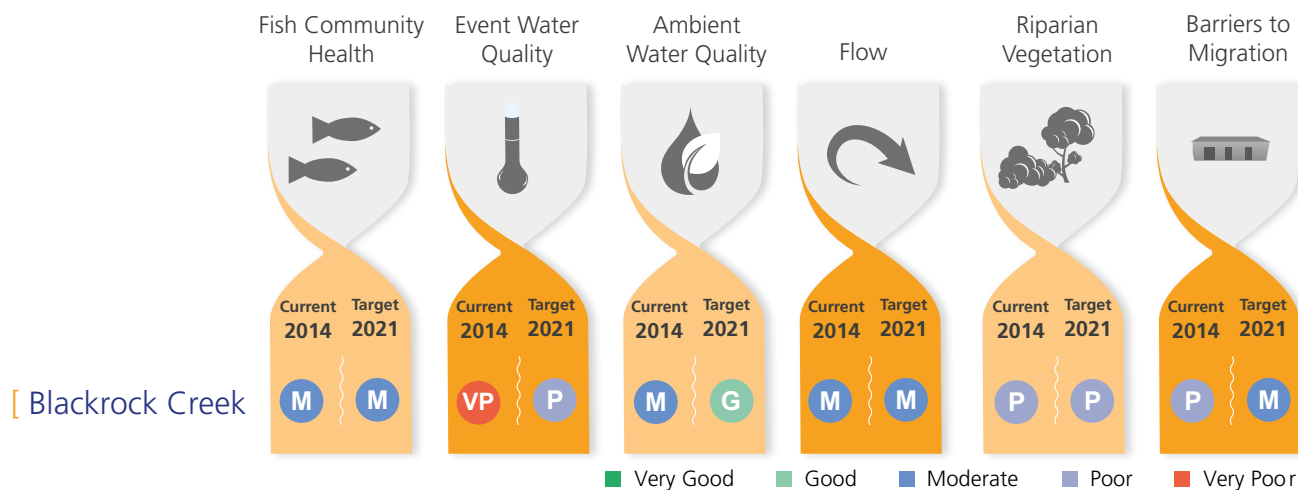 Fish Community
Health
Event Water
Quality
Ambient
Water Quality
Flow
Riparian
Vegetation
Barriers to
Migration
Current Target
2014 2021
Current Target
2014 2021
Current Target
2014 2021
Current Target
2014 2021
Current Target
2014 2021
Current Target
2014 2021
[ Blackrock Creek
M M
VP P
M G
M M
P P
P M
Very Good Good Moderate Poor Very Poor